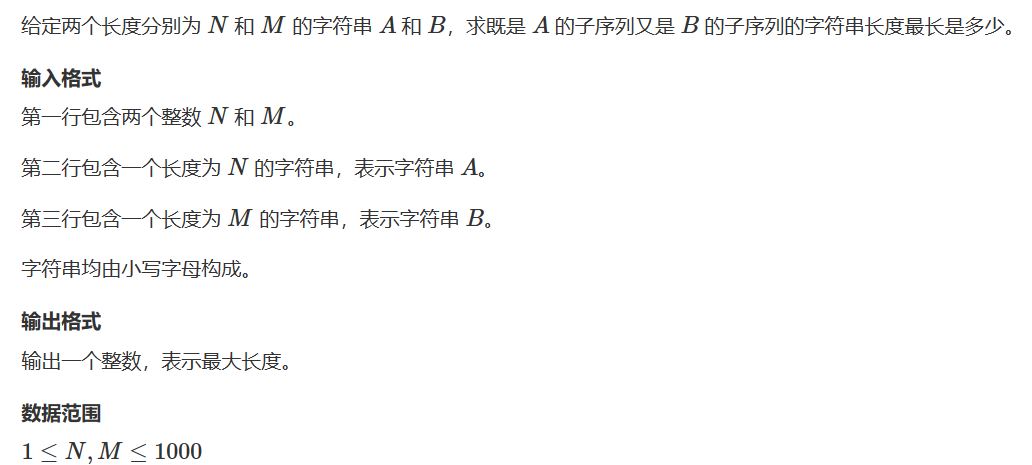 给定两个长度分别为 N 和 M 的字符串 A 和 B，求既是 A 的子序列又是 B 的子序列的字符串长度最长是多少。
输入格式
第一行包含两个整数 N 和 M。
第二行包含一个长度为 N 的字符串，表示字符串 A。
第三行包含一个长度为 M 的字符串，表示字符串 B。
字符串均由小写字母构成。
输出格式
输出一个整数，表示最大长度。
数据范围
1 ≤ N, M ≤ 1000